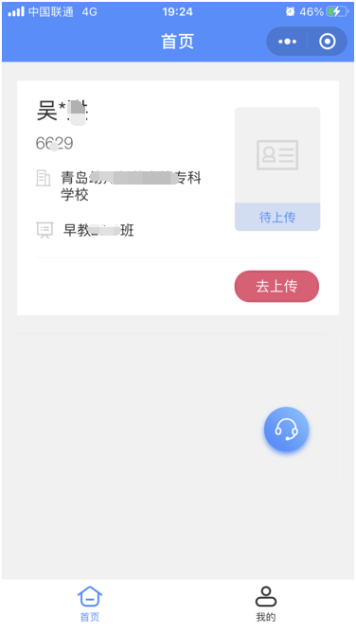 中国联通 4G 19:24 46%
首页
吴*
6629
青岛 专科
学校
早教 班
待上传
去上传
首页 我的